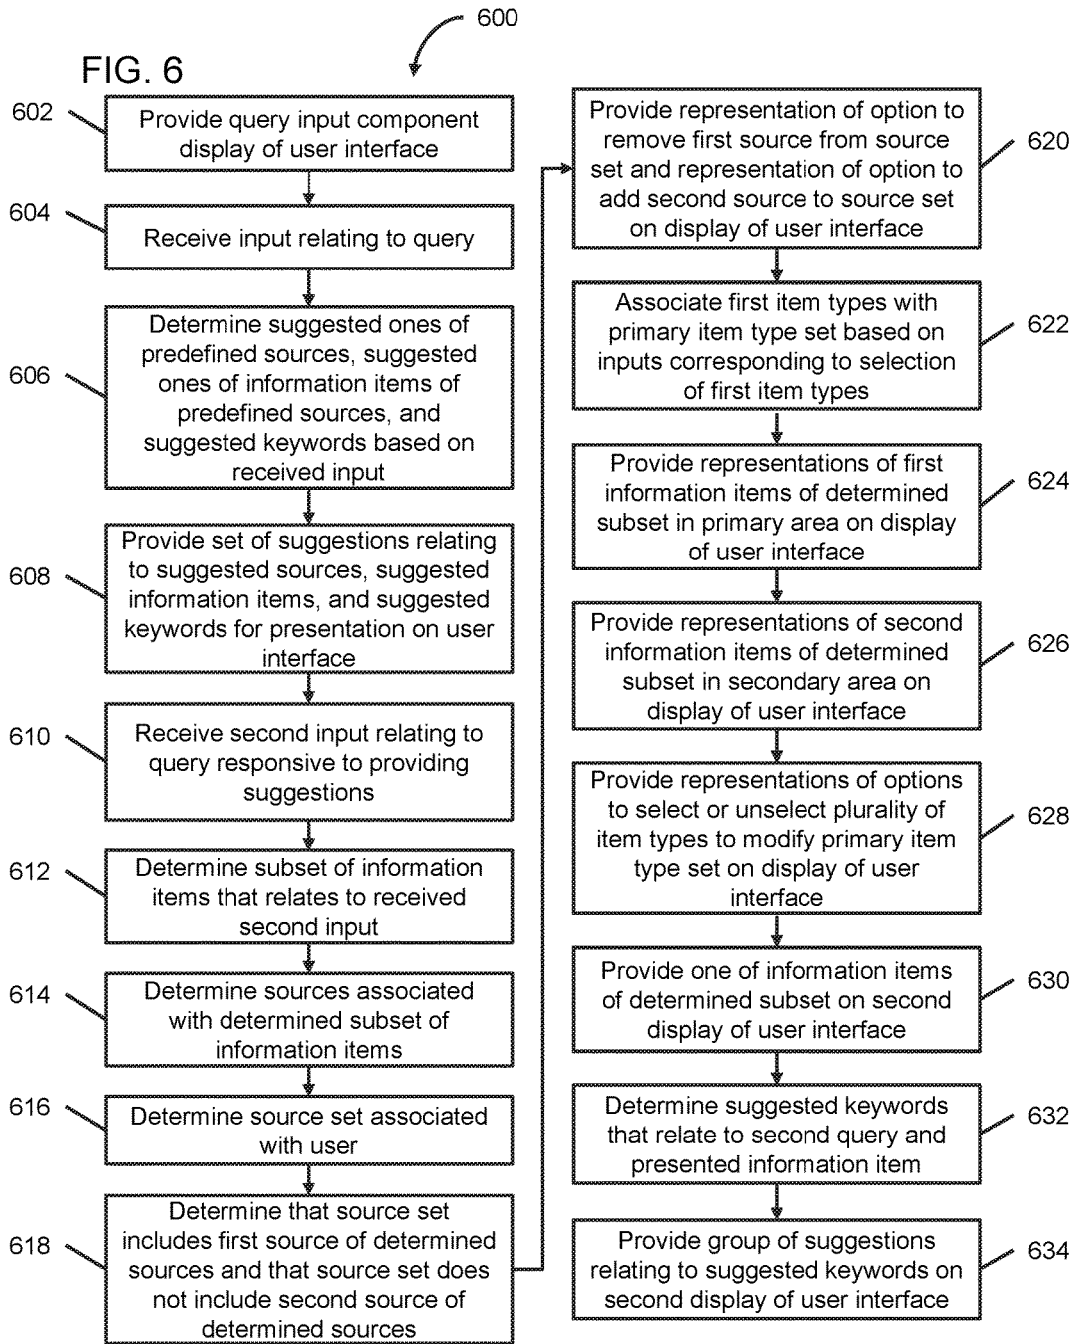 600
FIG. 6
602
Provide query input component
display of user interface
604
Receive input relating to query
606
Determine suggested ones of
predefined sources, suggested
ones of information items of
predefined sources, and
suggested keywords based on
received input
608
Provide set of suggestions relating
to suggested sources, suggested
information items, and suggested
keywords for presentation on user
interface
610
Receive second input relating to
query responsive to providing
suggestions
612
Determine subset of information
items that relates to received
second input
614
Determine sources associated
with determined subset of
information items
616
Determine source set associated
with user
618
Determine that source set
includes first source of determined
sources and that source set does
not include second source of
determined sources
Provide representation of option to
remove first source from source
set and representation of option to
add second source to source set
on display of user interface
620
Associate first item types with
primary item type set based on
inputs corresponding to selection
of first item types
622
Provide representations of first
information items of determined
subset in primary area on display
of user interface
624
Provide representations of second
information items of determined
subset in secondary area on
display of user interface
626
Provide representations of options
to select or unselect plurality of
item types to modify primary item
type set on display of user
interface
628
Provide one of information items
of determined subset on second
display of user interface
630
Determine suggested keywords
that relate to second query and
presented information item
632
Provide group of suggestions
relating to suggested keywords on
second display of user interface
634